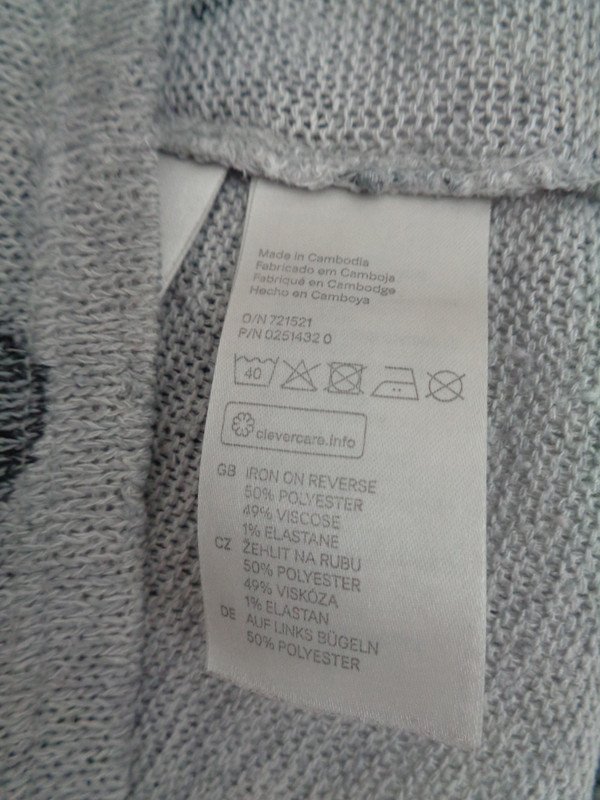 Made in Cambodia
Fabricado em Camboja
Fabriqué en Cambodge
Hecho en Camboya
O/N 721521
P/N 0251432 0
40
clevercare.info
GB IRON ON REVERSE
50% POLYESTER
49% VISCOSE
1% ELASTANE
CZ ŽEHLIT NA RUBU
50% POLYESTER
49% VISKÓZA
1% ELASTAN
DE AUF LINKS BÜGELN
50% POLYESTER